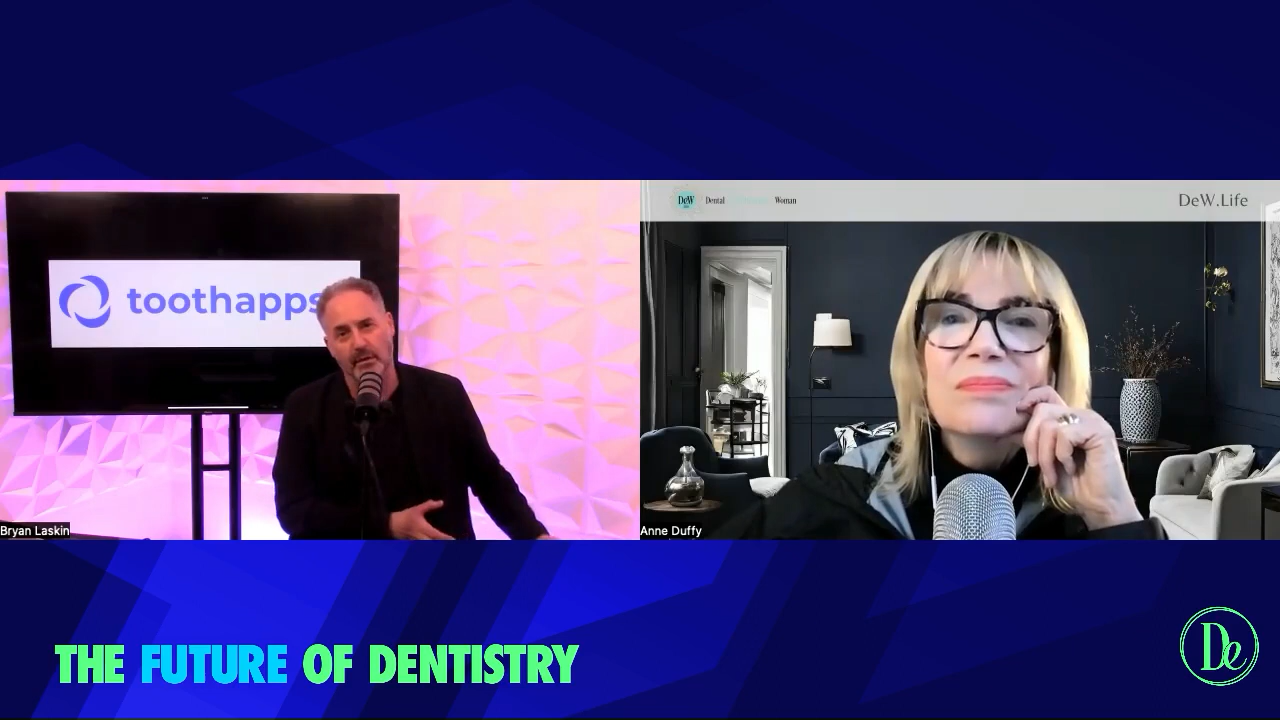 toothapps
DeW
Dental
Woman
DeW.Life
Bryan Laskin
Anne Duffy
THE FUTURE OF DENTISTRY
De